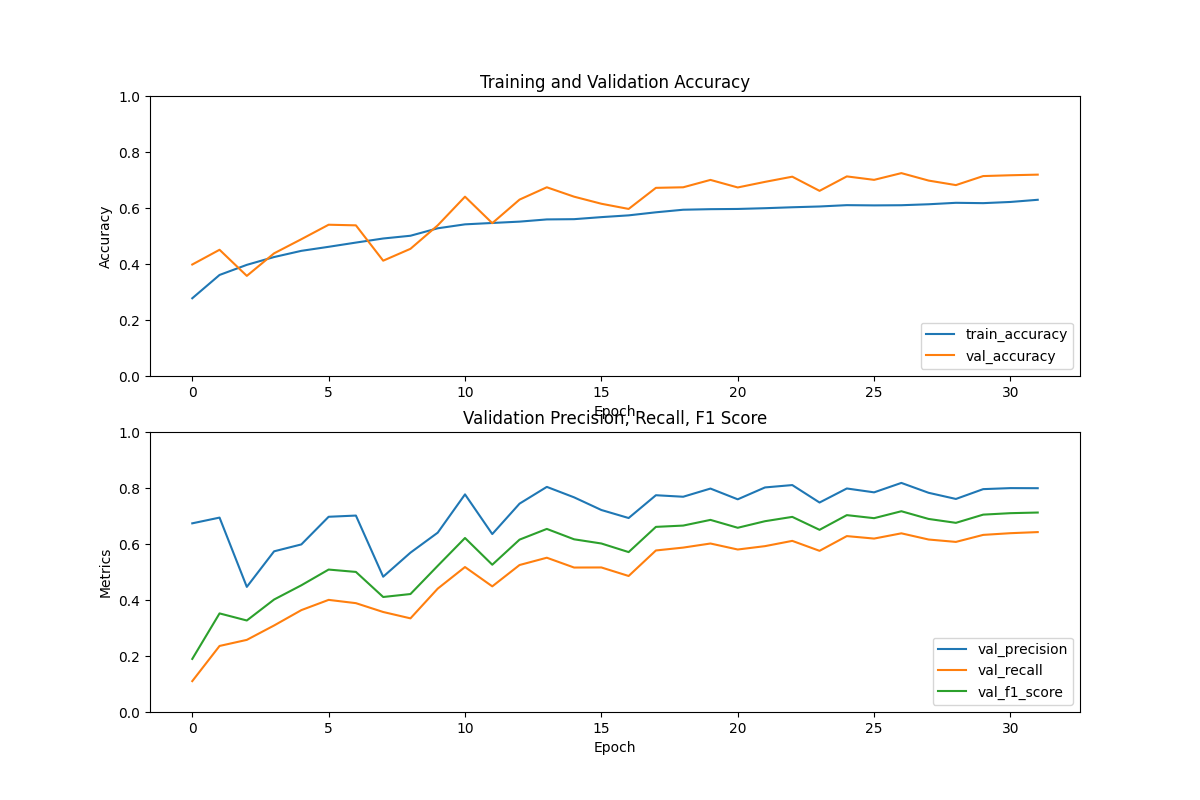 Training and Validation Accuracy
1.0
0.8
0.6
0.4
0.2
0.0
Accuracy
train_accuracy
val_accuracy
0 5 10 15 20 25 30
Epoch
Validation Precision, Recall, F1 Score
1.0
0.8
0.6
0.4
0.2
0.0
Metrics
val_precision
val_recall
val_f1_score
0 5 10 15 20 25 30
Epoch